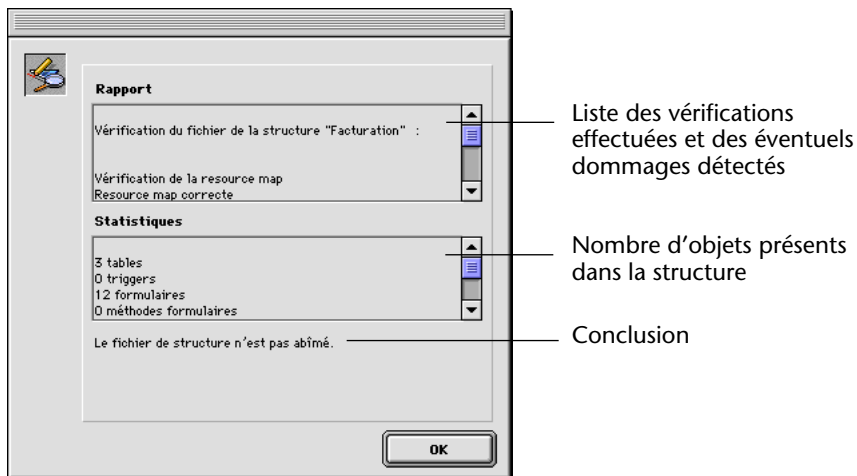 Rapport
Vérification du fichier de la structure "Facturation" :
Vérification de la resource map
Resource map correcte
Statistiques
3 tables
0 triggers
12 formulaires
0 méthodes formulaires
Le fichier de structure n'est pas abîmé.
OK
Liste des vérifications
effectuées et des éventuels
dommages détectés
Nombre d’objets présents
dans la structure
Conclusion